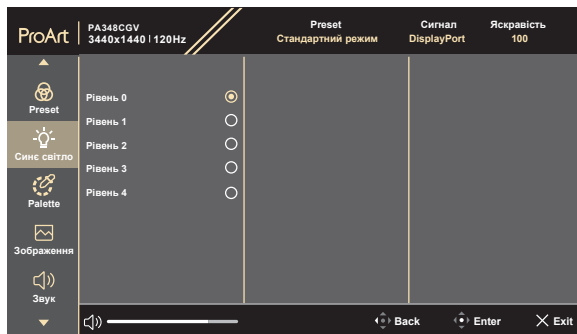 ProArt
PA348CGV
3440x1440 | 120Hz
Preset
Стандартний режим
Сигнал
DisplayPort
Яскравість
100
Preset
Синє світло
Palette
Зображення
Звук
Рівень 0
Рівень 1
Рівень 2
Рівень 3
Рівень 4
Back
Enter
Exit